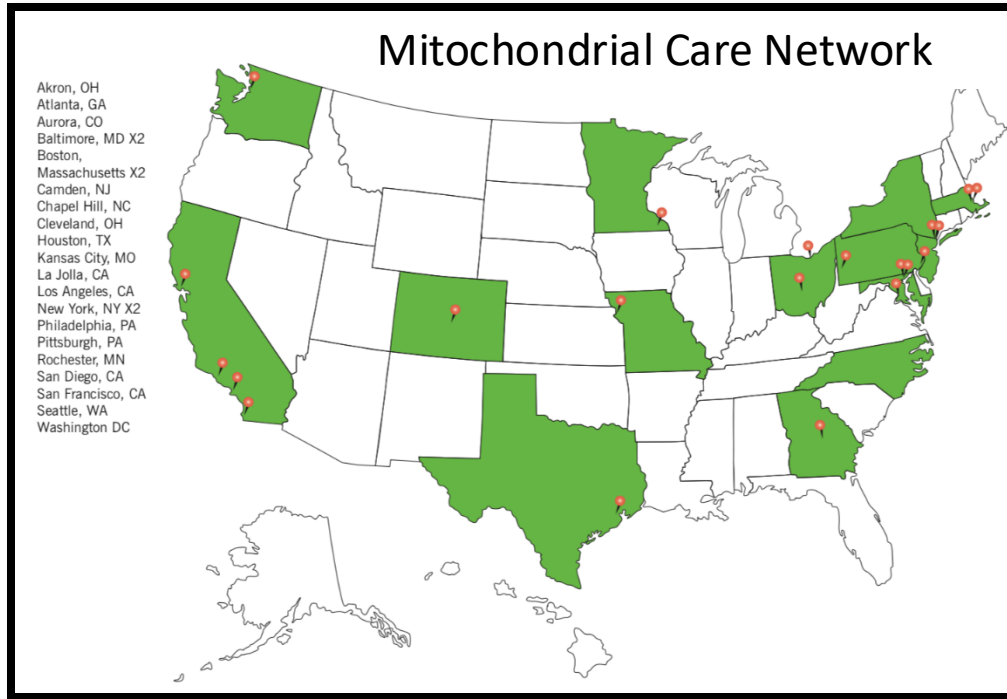 Mitochondrial Care Network
Akron, OH
Atlanta, GA
Aurora, CO
Baltimore, MD X2
Boston,
Massachusetts X2
Camden, NJ
Chapel Hill, NC
Cleveland, OH
Houston, TX
Kansas City, MO
La Jolla, CA
Los Angeles, CA
New York, NY X2
Philadelphia, PA
Pittsburgh, PA
Rochester, MN
San Diego, CA
San Francisco, CA
Seattle, WA
Washington DC